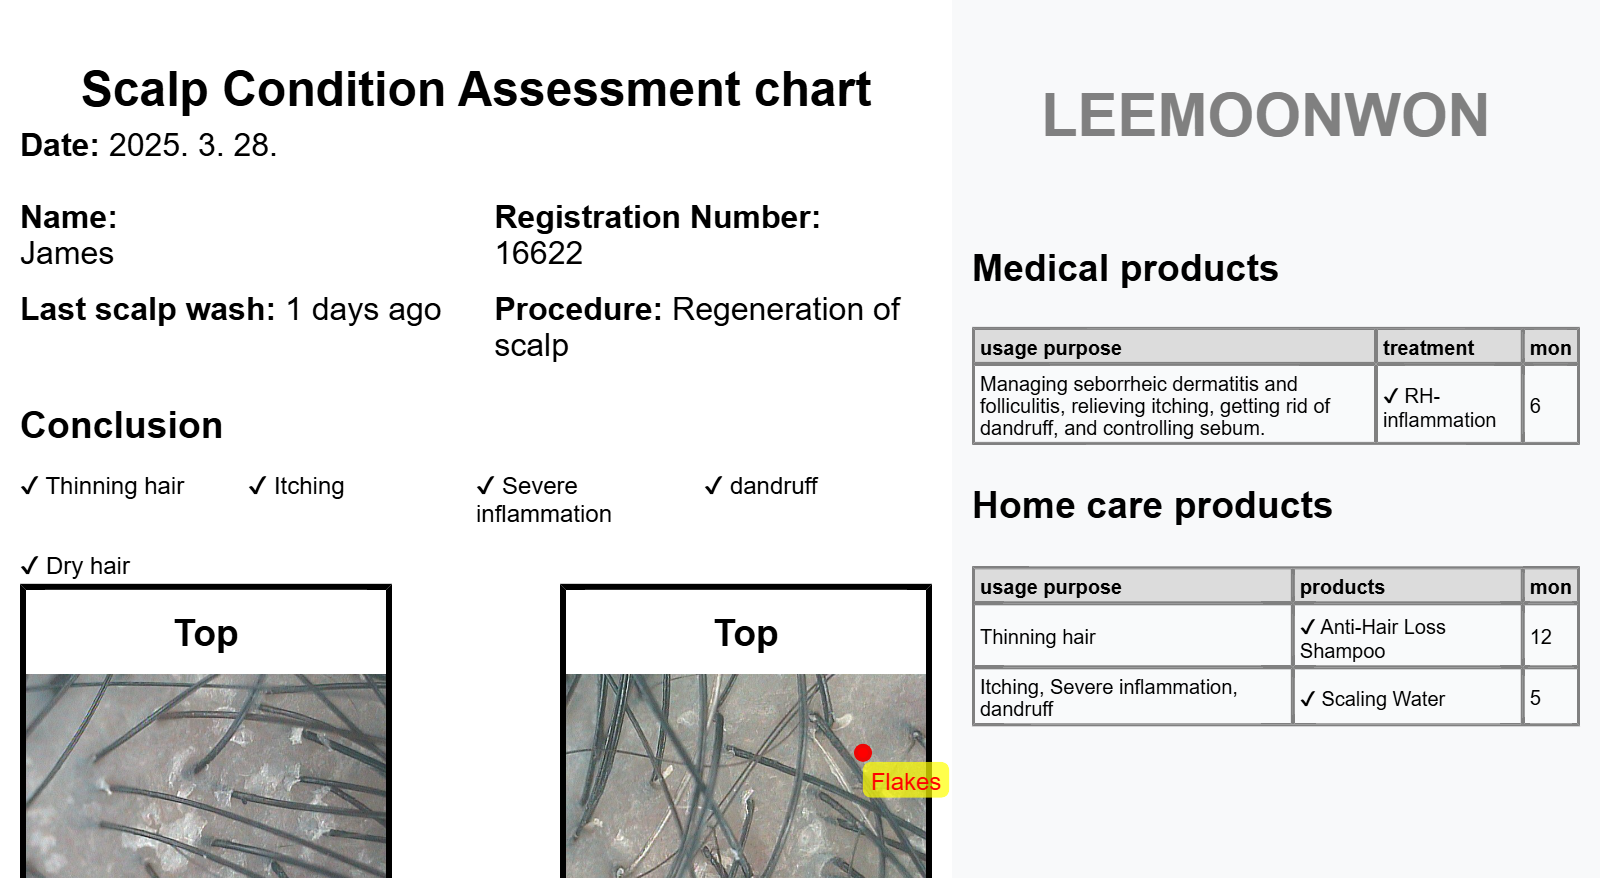 Scalp Condition Assessment chart
Date: 2025. 3. 28.
Name:
James
Registration Number:
16622
Last scalp wash: 1 days ago
Procedure: Regeneration of
scalp
Conclusion
✓ Thinning hair
✓ Itching
✓ Severe
inflammation
✓ dandruff
✓ Dry hair
Top
Top
Flakes
LEEMOONWON
Medical products
usage purpose
treatment
mon
Managing seborrheic dermatitis and
folliculitis, relieving itching, getting rid of
dandruff, and controlling sebum.
✓ RH-
inflammation
6
Home care products
usage purpose
products
mon
Thinning hair
✓ Anti-Hair Loss
Shampoo
12
Itching, Severe inflammation,
dandruff
✓ Scaling Water
5